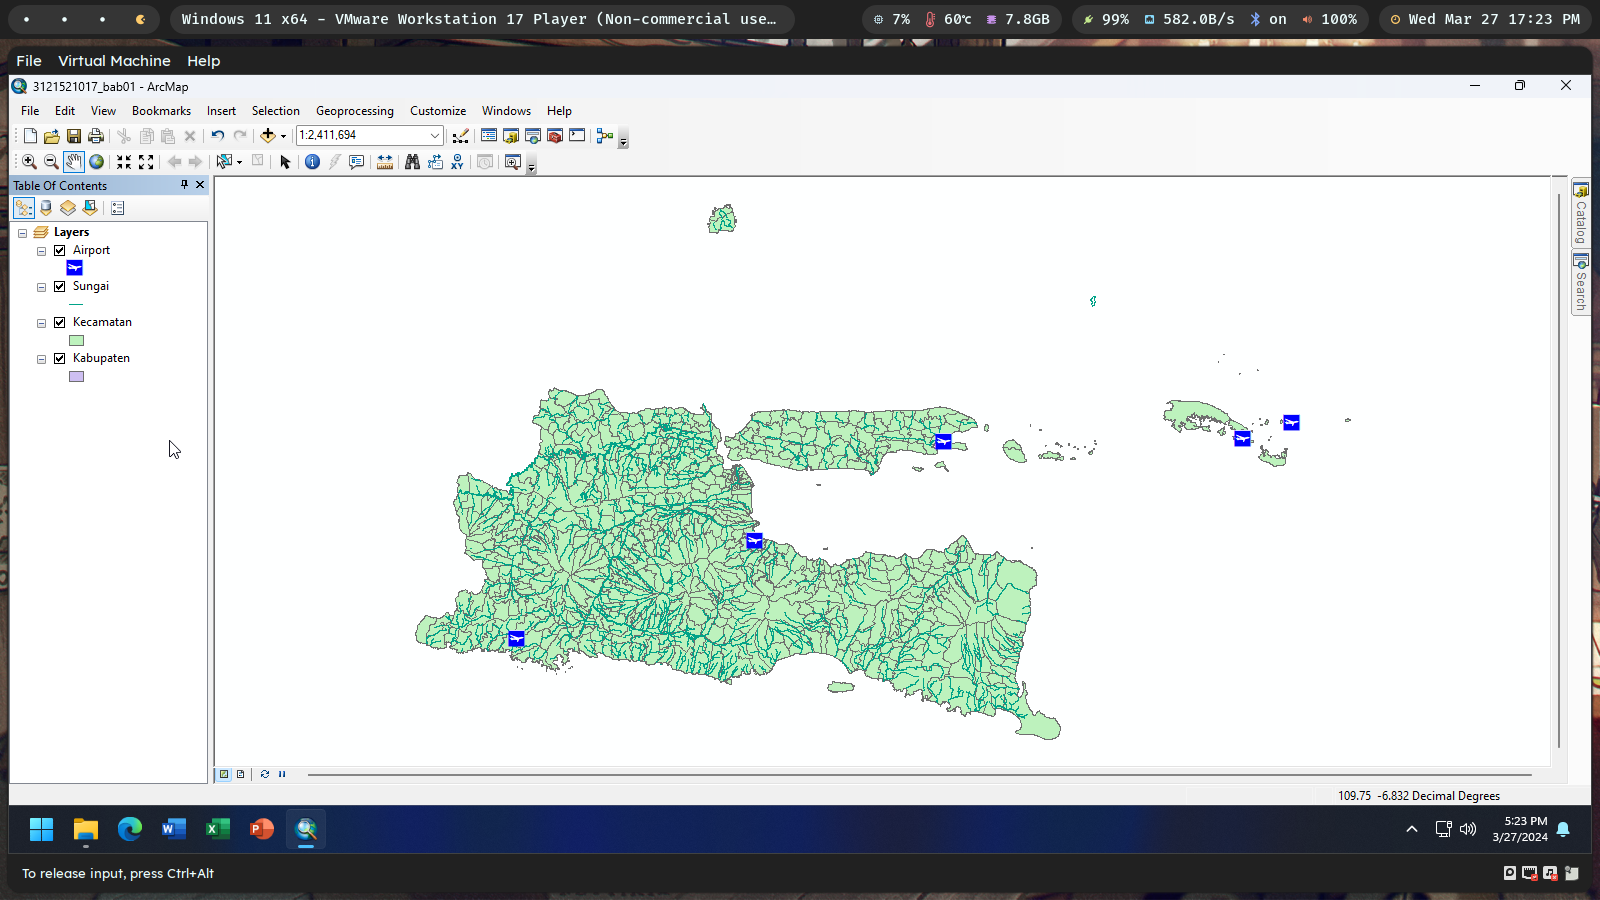 Windows 11 x64 - VMware Workstation 17 Player (Non-commercial use…
7%
60℃
7.8GB
99%
582.0B/s
on
100%
Wed Mar 27 17:23 PM
File Virtual Machine Help
3121521017_bab01 - ArcMap
File Edit View Bookmarks Insert Selection Geoprocessing Customize Windows Help
1:2,411,694
XY
Table Of Contents
Layers
Airport
Sungai
Kecamatan
Kabupaten
Catalog
Search
109.75 -6.832 Decimal Degrees
5:23 PM
3/27/2024
To release input, press Ctrl+Alt